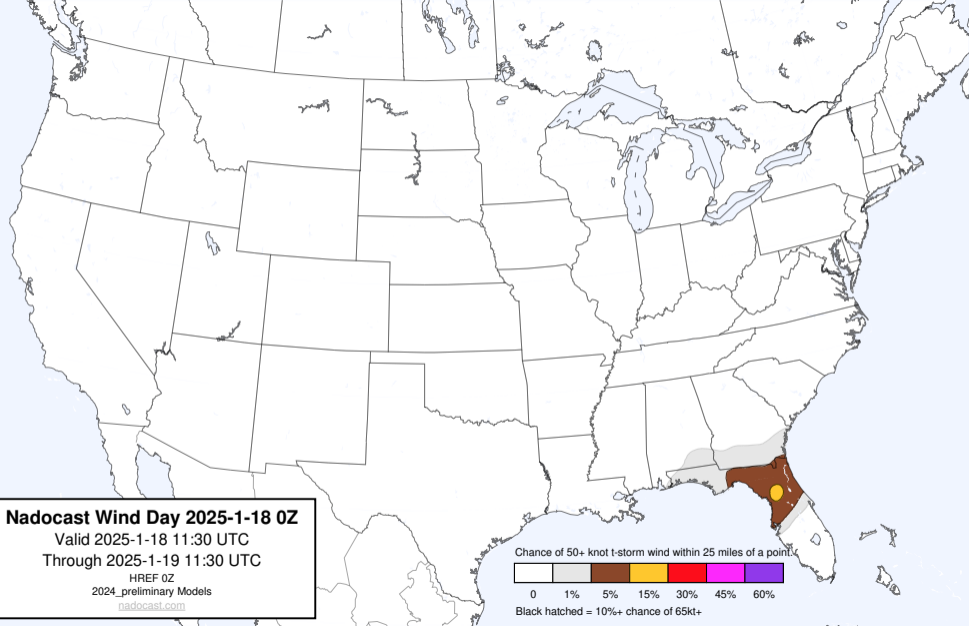 Nadocast Wind Day 2025-1-18 0Z
Valid 2025-1-18 11:30 UTC
Through 2025-1-19 11:30 UTC
HREF 0Z
2024_preliminary Models
nadocast.com
Chance of 50+ knot t-storm wind within 25 miles of a point.
0 1% 5% 15% 30% 45% 60%
Black hatched = 10%+ chance of 65kt+